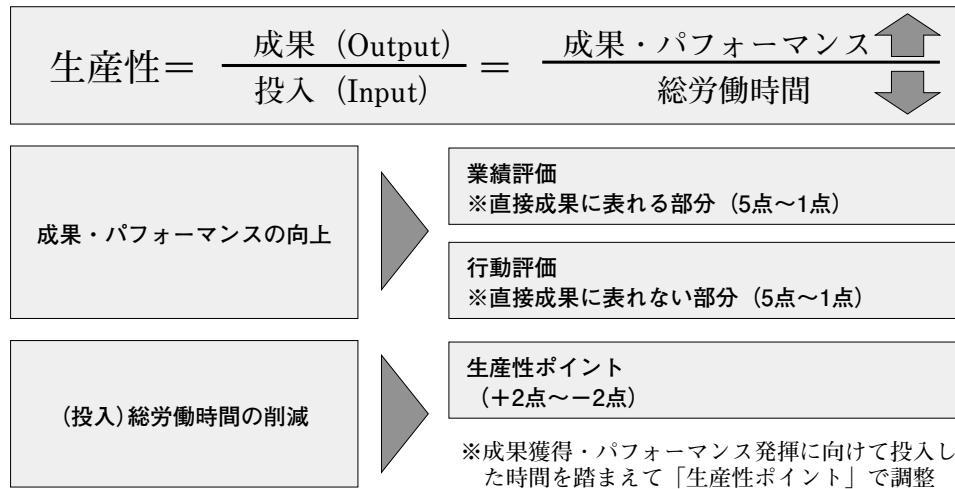 生産性＝ 成果（Output） ＝ 成果・パフォーマンス
投入（Input） 総労働時間
成果・パフォーマンスの向上
業績評価
※直接成果に表れる部分（5点〜1点）
行動評価
※直接成果に表れない部分（5点〜1点）
（投入）総労働時間の削減
生産性ポイント
（＋2点〜－2点）
※成果獲得・パフォーマンス発揮に向けて投入し
た時間を踏まえて「生産性ポイント」で調整